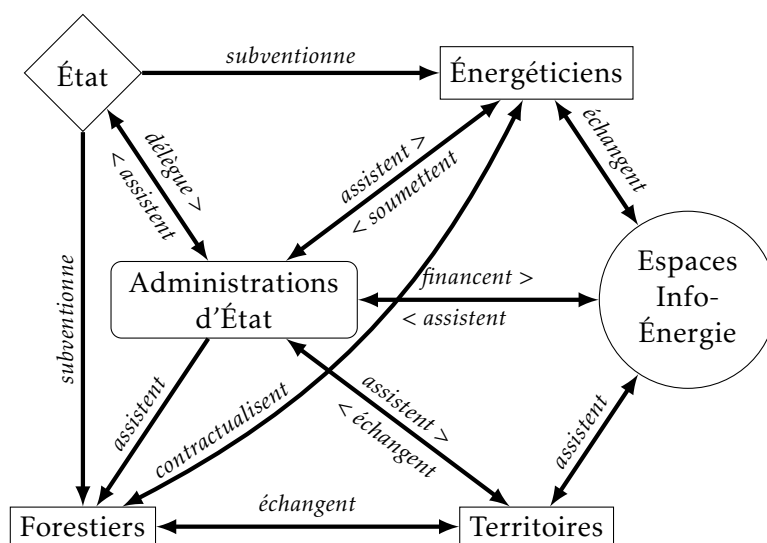 subventionne
État
Énergéticiens
délègue >
< assistent
assistent >
< soumettent
échangent
subventionne
Administrations
d'État
financent >
< assistent
Espaces
Info-
Énergie
assistent
contractualisent
assistent >
< échangent
assistent
Forestiers
échangent
Territoires